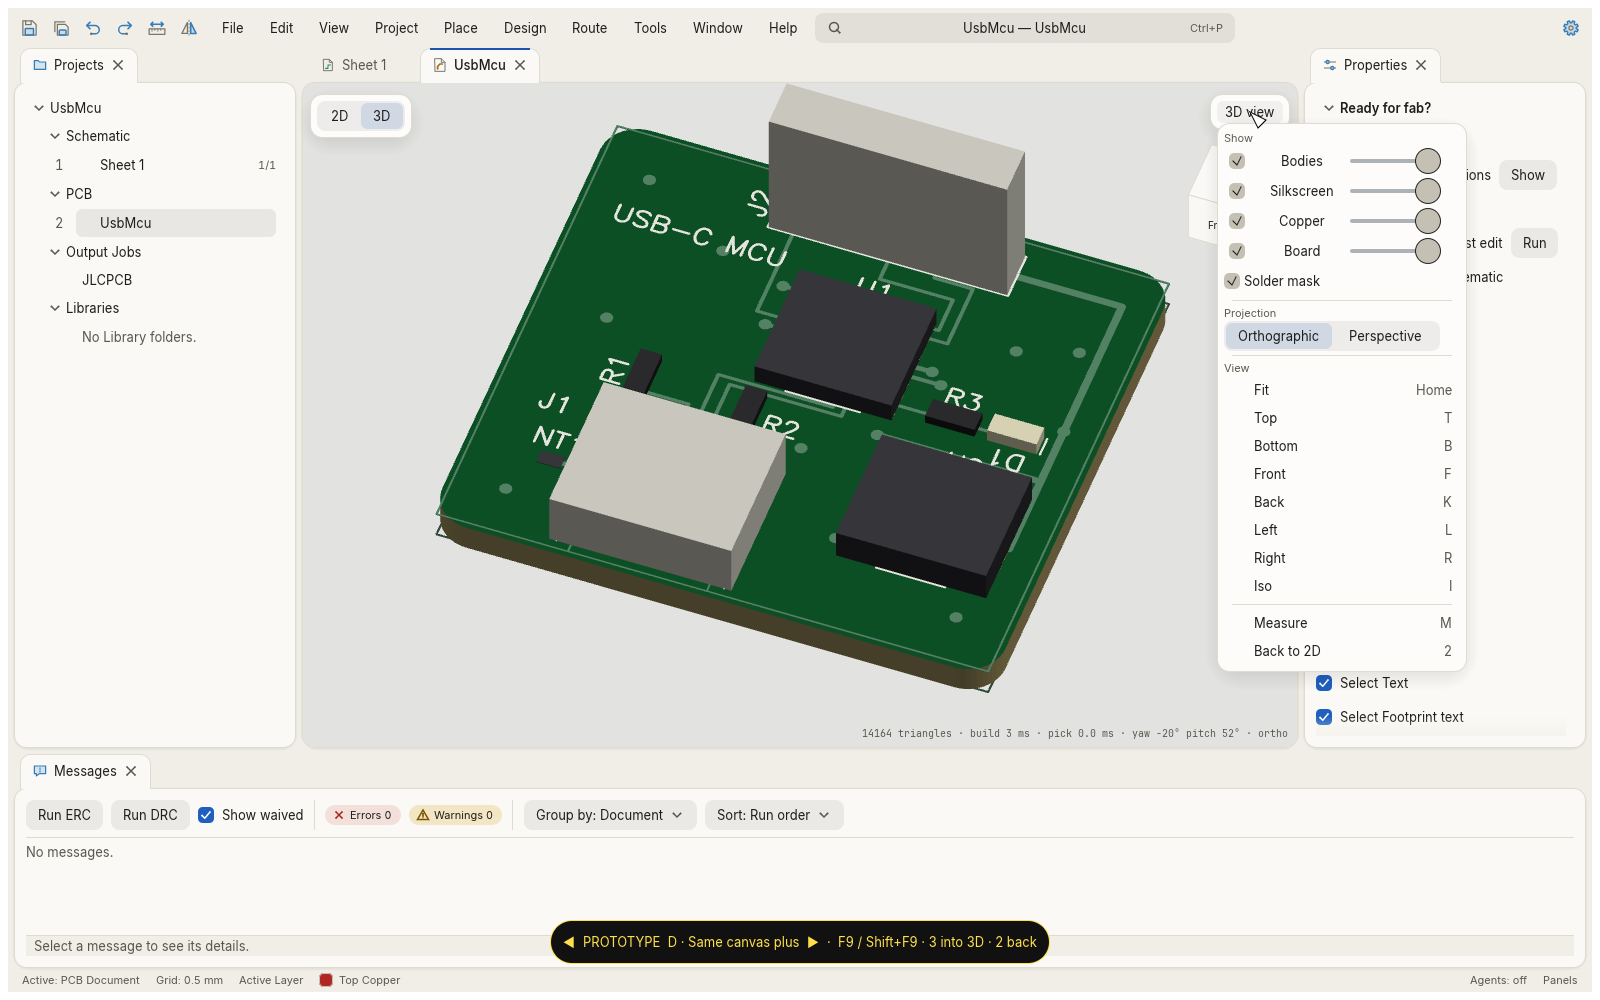 File Edit View Project Place Design Route Tools Window Help
UsbMcu — UsbMcu Ctrl+P
Projects
UsbMcu
Schematic
1 Sheet 1 1/1
PCB
2 UsbMcu
Output Jobs
JLCPCB
Libraries
No Library folders.
Sheet 1 UsbMcu
2D 3D
3D view
USB-C MCU
U1
R1
J1
R2
R3
D1
14164 triangles · build 3 ms · pick 0.0 ms · yaw -20° pitch 52° · ortho
Show
Bodies
Silkscreen
Copper
Board
Solder mask
Projection
Orthographic Perspective
View
Fit Home
Top T
Bottom B
Front F
Back K
Left L
Right R
Iso I
Measure M
Back to 2D 2
Properties
Ready for fab?
Show
edit Run
Select Text
Select Footprint text
Messages
Run ERC Run DRC Show waived Errors 0 Warnings 0 Group by: Document Sort: Run order
No messages.
Select a message to see its details.
◀ PROTOTYPE D · Same canvas plus ▶ · F9 / Shift+F9 · 3 into 3D · 2 back
Active: PCB Document Grid: 0.5 mm Active Layer Top Copper Agents: off Panels